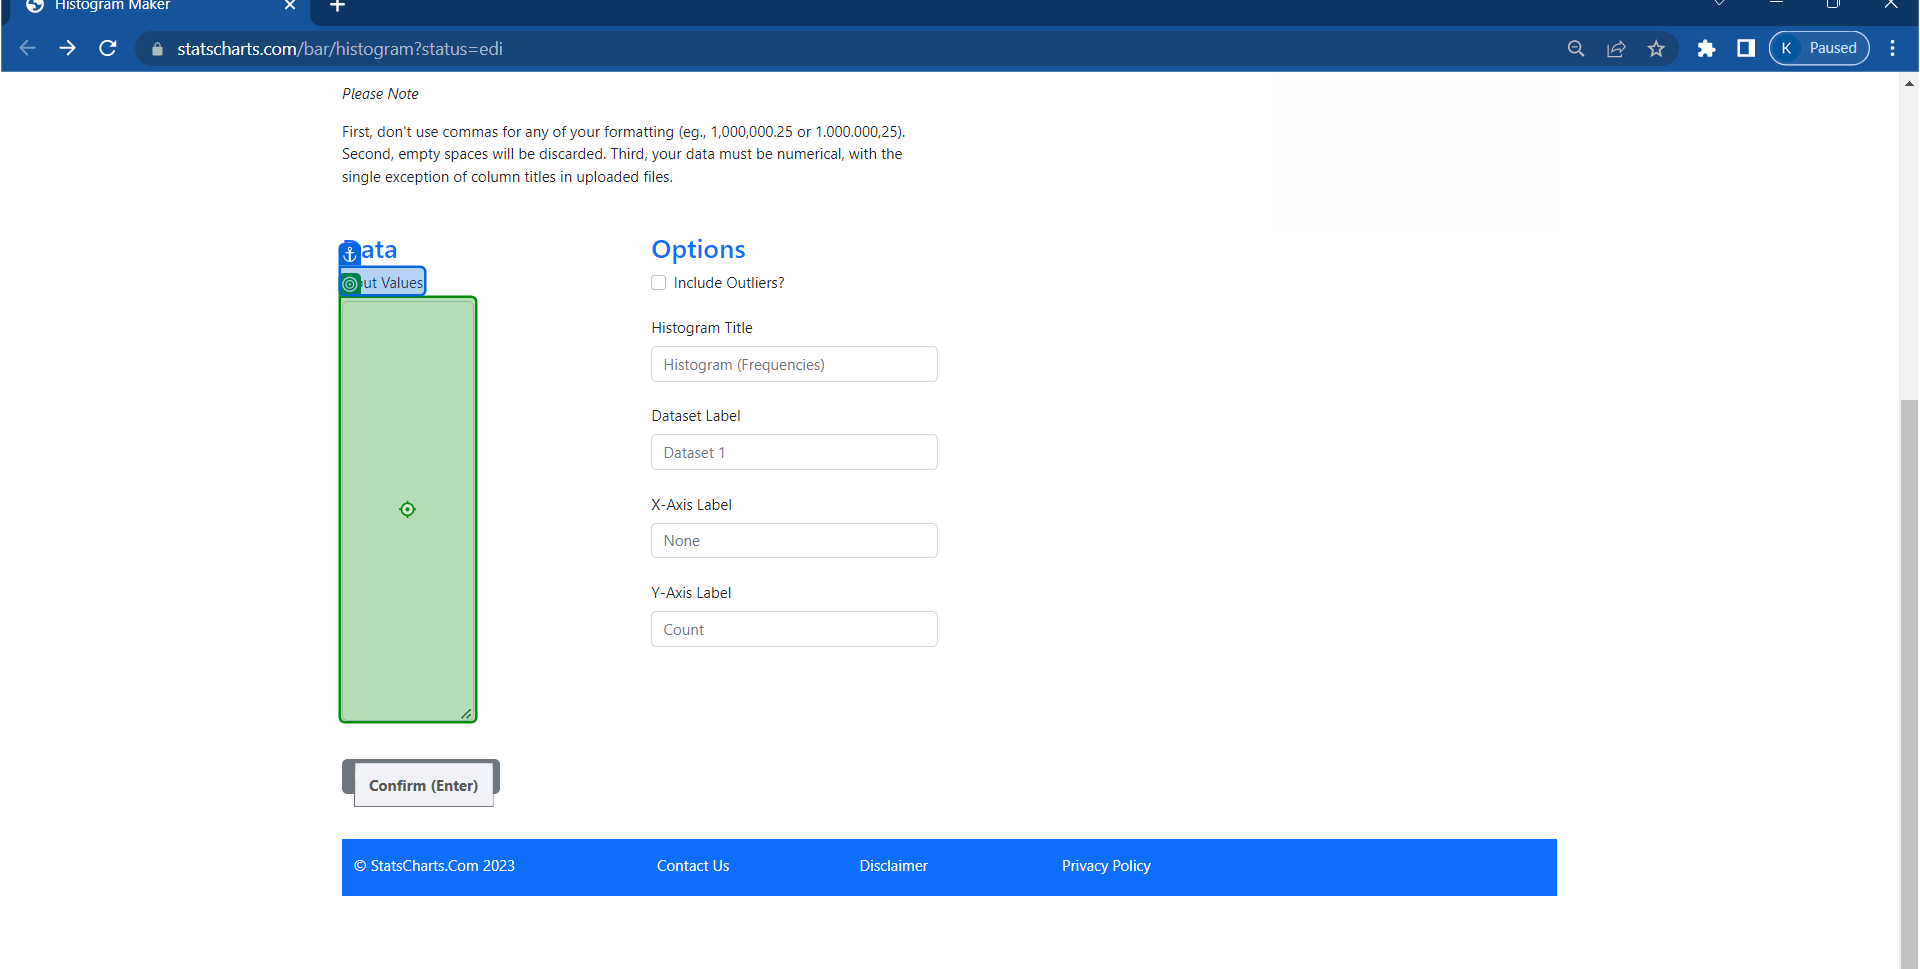 Histogram Maker
statscharts.com/bar/histogram?status=edi
K Paused
Please Note
First, don't use commas for any of your formatting (eg., 1,000,000.25 or 1.000.000,25).
Second, empty spaces will be discarded. Third, your data must be numerical, with the
single exception of column titles in uploaded files.
ata
ut Values
Options
Include Outliers?
Histogram Title
Histogram (Frequencies)
Dataset Label
Dataset 1
X-Axis Label
None
Y-Axis Label
Count
Confirm (Enter)
© StatsCharts.Com 2023 Contact Us Disclaimer Privacy Policy